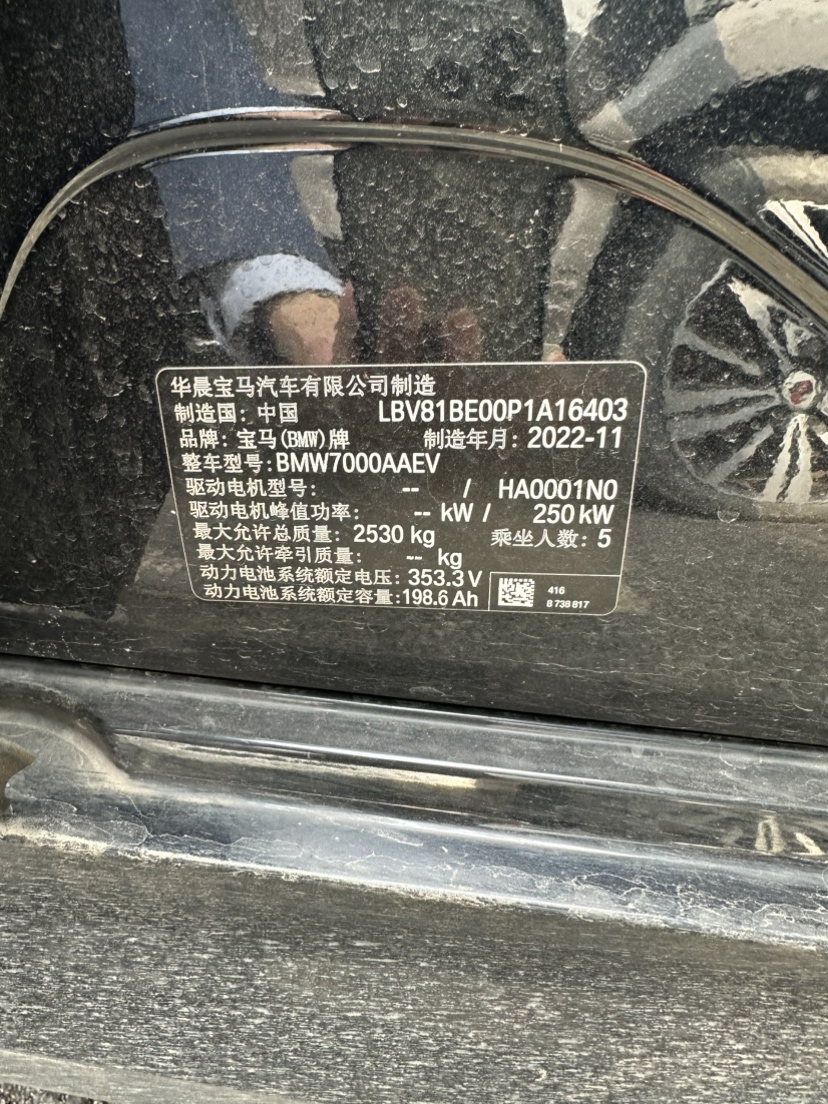 华晨宝马汽车有限公司制造
制造国: 中国 LBV81BE00P1A16403
品牌: 宝马(BMW)牌 制造年月: 2022-11
整车型号:BMW7000AAEV
驱动电机型号: -- / HA0001N0
驱动电机峰值功率: -- kW / 250 kW
最大允许总质量: 2530 kg 乘坐人数: 5
最大允许牵引质量: -- kg
动力电池系统额定电压: 353.3 V
动力电池系统额定容量:198.6 Ah
416
8 738 817